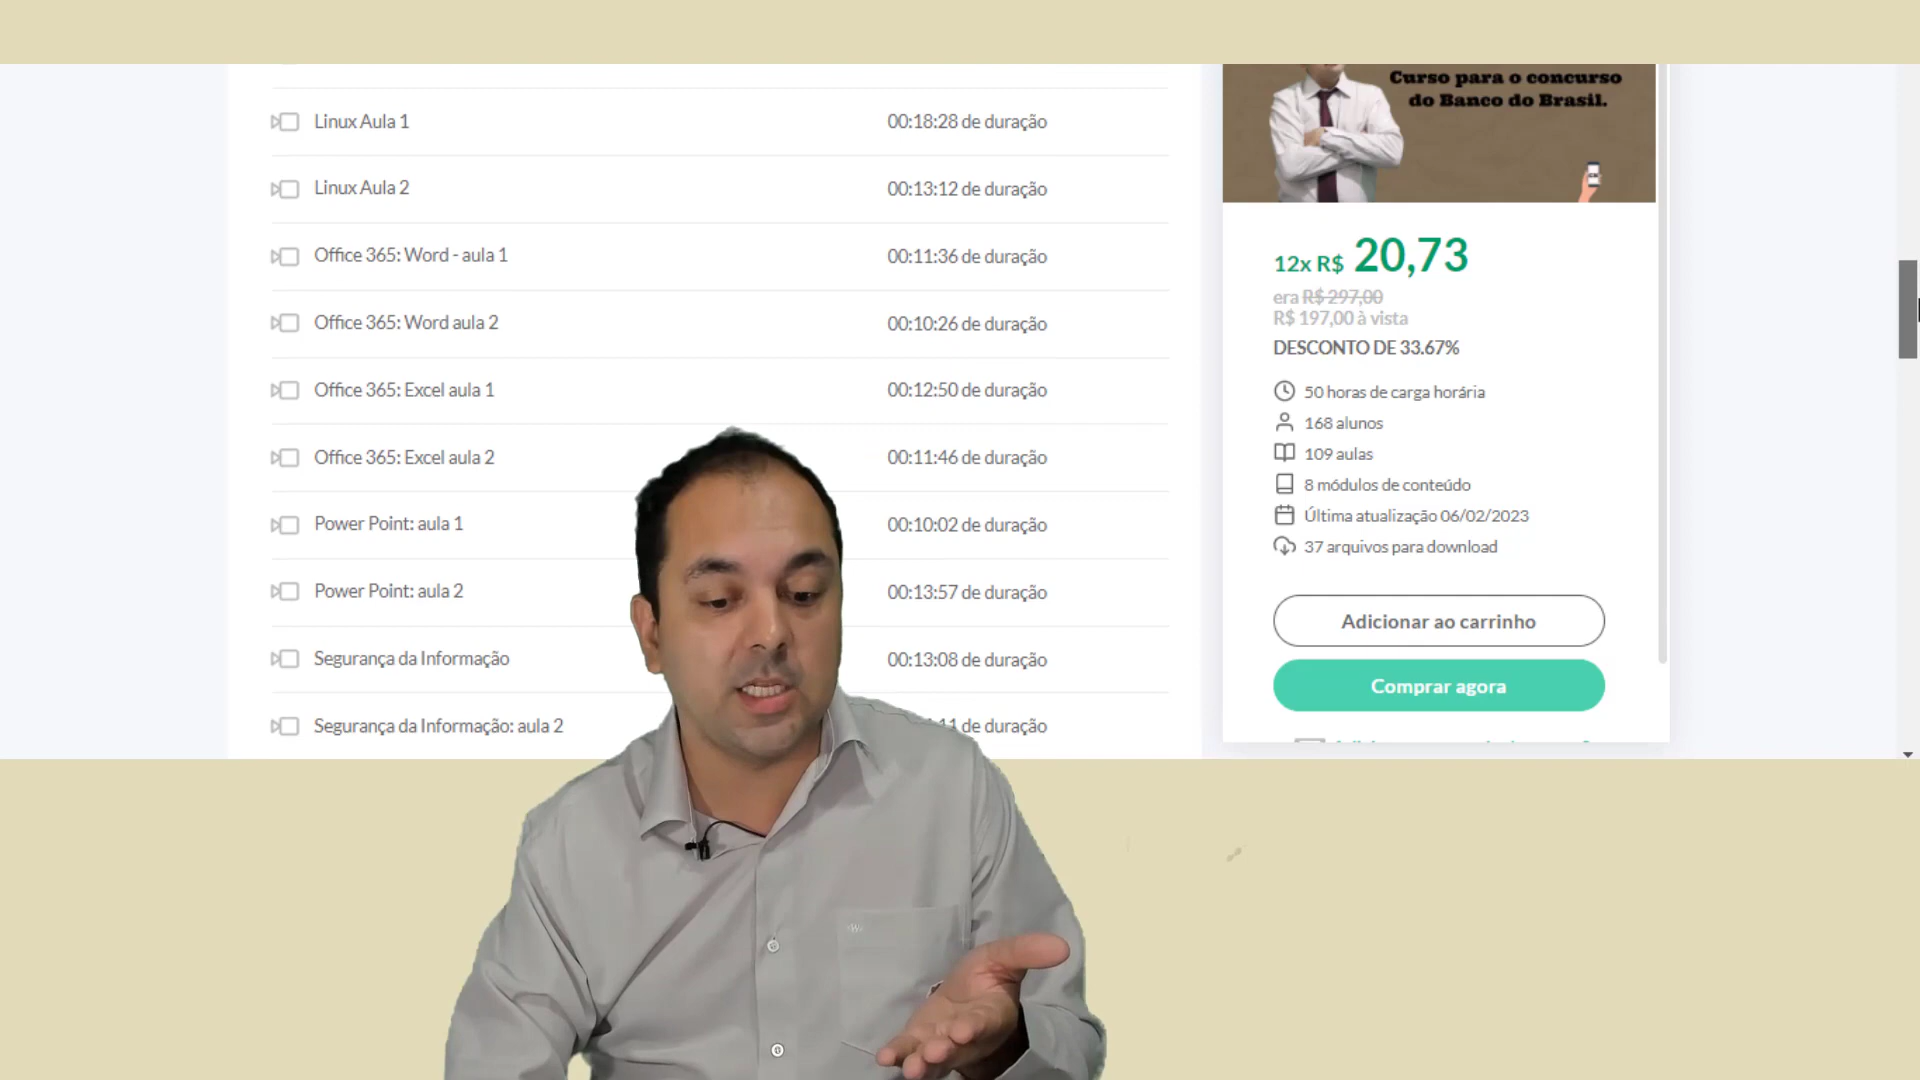 Linux Aula 1
00:18:28 de duração
Linux Aula 2
00:13:12 de duração
Office 365: Word - aula 1
00:11:36 de duração
Office 365: Word aula 2
00:10:26 de duração
Office 365: Excel aula 1
00:12:50 de duração
Office 365: Excel aula 2
00:11:46 de duração
Power Point: aula 1
00:10:02 de duração
Power Point: aula 2
00:13:57 de duração
Segurança da Informação
00:13:08 de duração
Segurança da Informação: aula 2
de duração
Curso para o concurso
do Banco do Brasil.
12x R$ 20,73
era R$ 297,00
R$ 197,00 à vista
DESCONTO DE 33.67%
50 horas de carga horária
168 alunos
109 aulas
8 módulos de conteúdo
Última atualização 06/02/2023
37 arquivos para download
Adicionar ao carrinho
Comprar agora